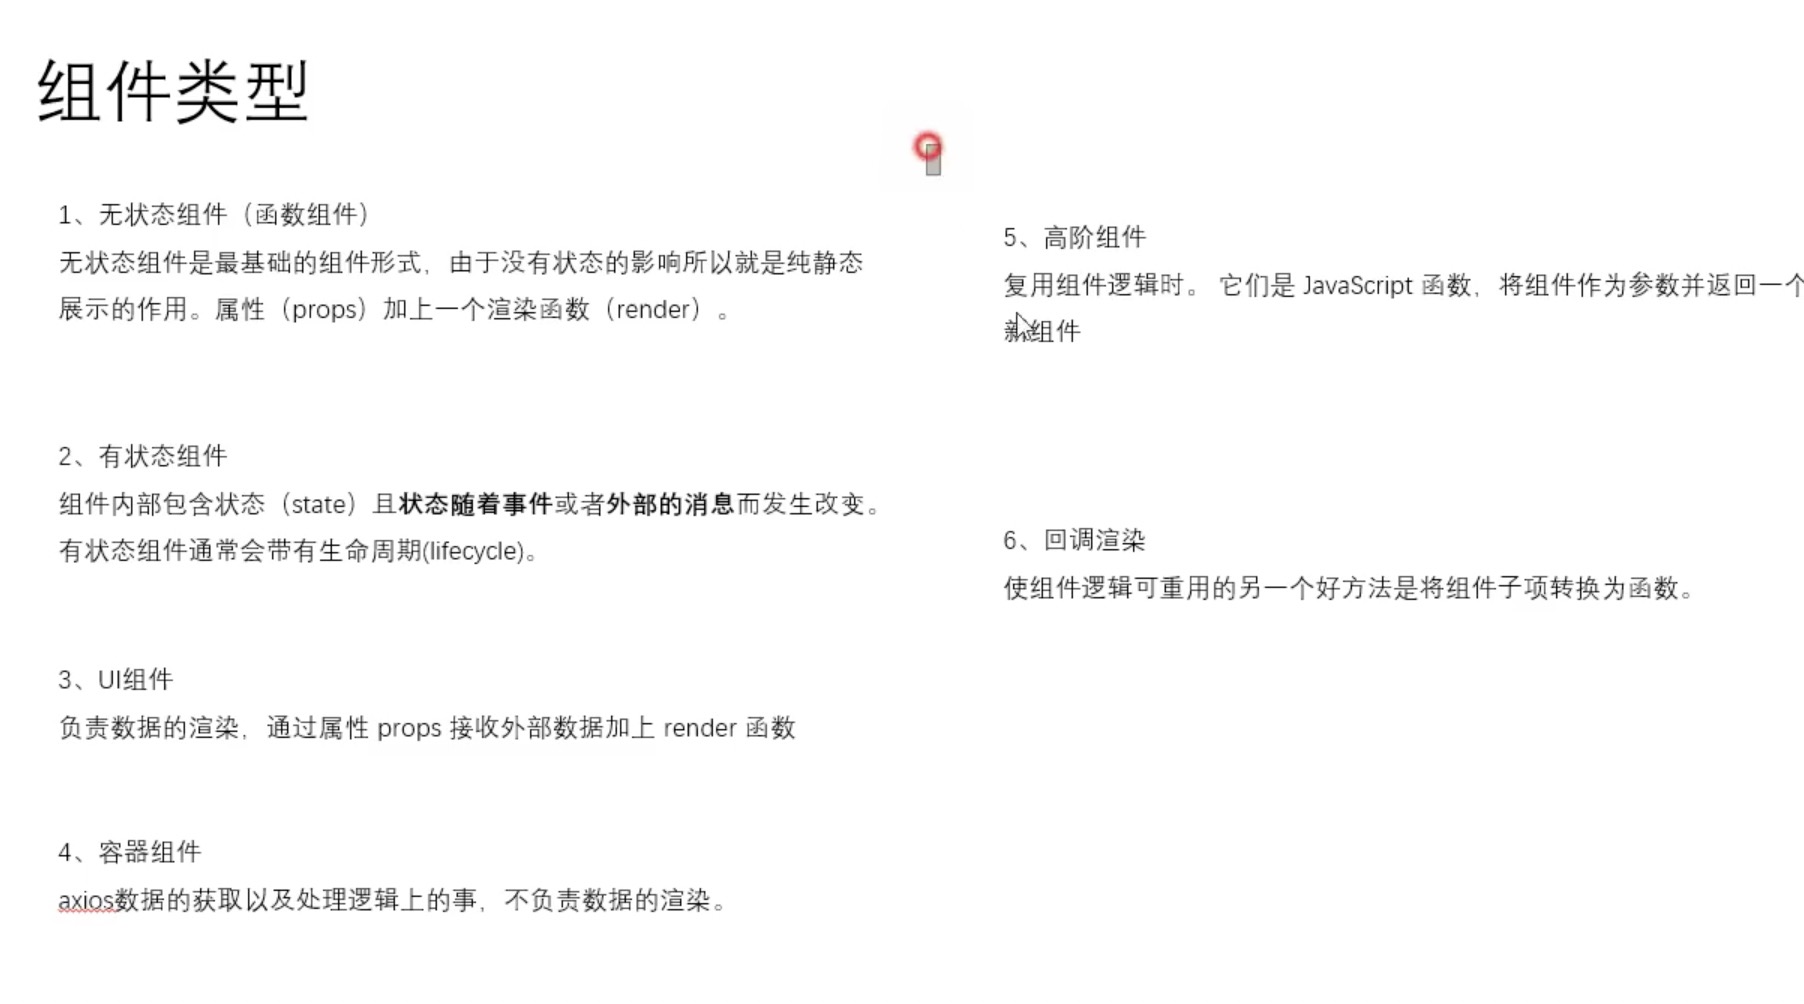 组件类型
1、无状态组件（函数组件）
无状态组件是最基础的组件形式，由于没有状态的影响所以就是纯静态
展示的作用。属性（props）加上一个渲染函数（render）。
2、有状态组件
组件内部包含状态（state）且状态随着事件或者外部的消息而发生改变。
有状态组件通常会带有生命周期(lifecycle)。
3、UI组件
负责数据的渲染，通过属性 props 接收外部数据加上 render 函数
4、容器组件
axios数据的获取以及处理逻辑上的事，不负责数据的渲染。
5、高阶组件
复用组件逻辑时。 它们是 JavaScript 函数，将组件作为参数并返回一个
新组件
6、回调渲染
使组件逻辑可重用的另一个好方法是将组件子项转换为函数。